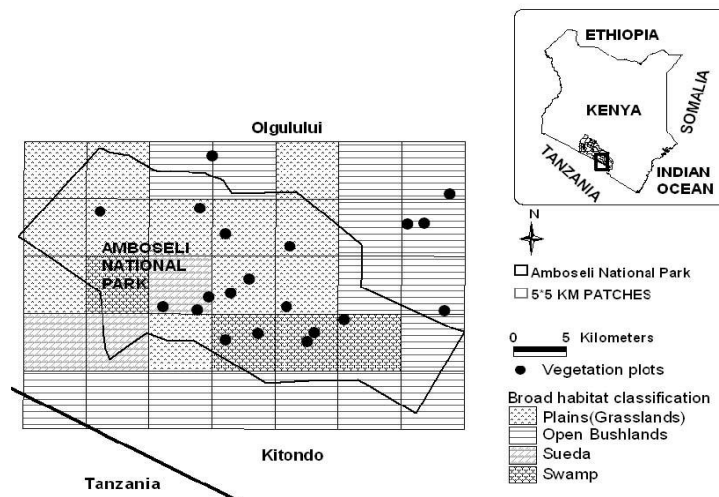 Olgululuí
AMBOSELI
NATIONAL
PARK
Kitondo
Tanzania
ETHIOPIA
KENYA
SOMALIA
TANZANIA
INDIAN
OCEAN
N
Amboseli National Park
5*5 KM PATCHES
0 5 Kilometers
Vegetation plots
Broad habitat classification
Plains(Grasslands)
Open Bushlands
Sueda
Swamp